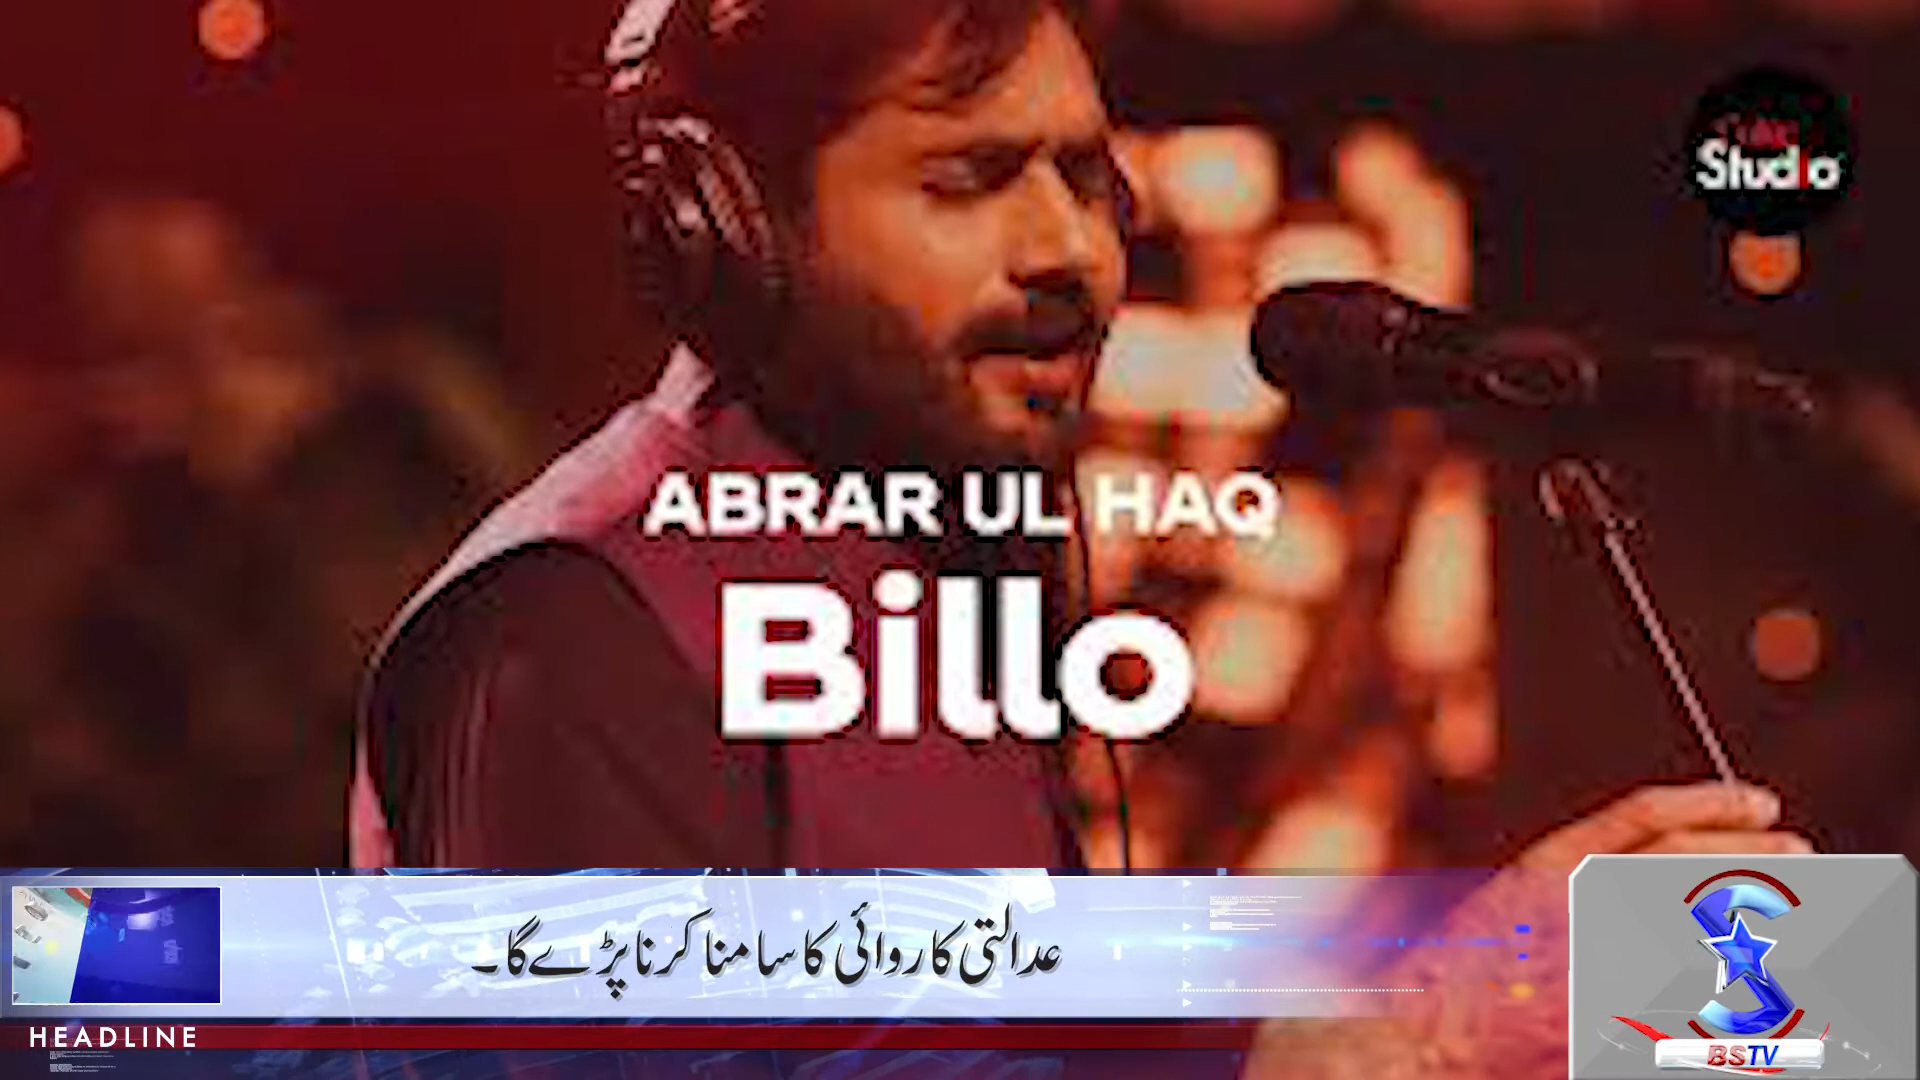 Studio
ABRAR UL HAQ
Billo
عدالتی کاروائی کا سامنا کرنا پڑے گا۔
HEADLINE
BSTV